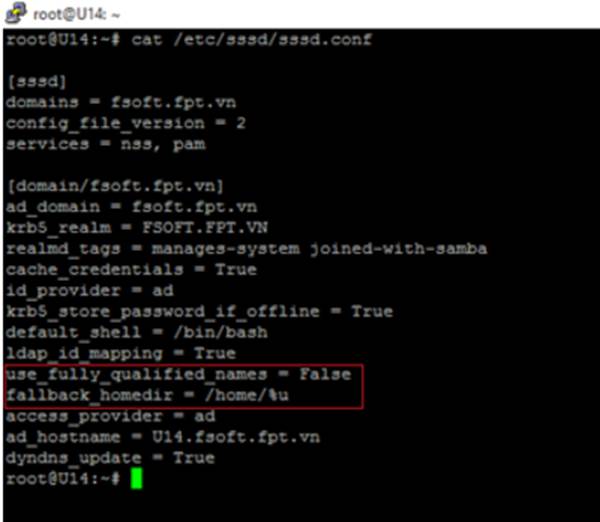 root@U14: ~
root@U14:~# cat /etc/sssd/sssd.conf
[sssd]
domains = fsoft.fpt.vn
config_file_version = 2
services = nss, pam
[domain/fsoft.fpt.vn]
ad_domain = fsoft.fpt.vn
krb5_realm = FSOFT.FPT.VN
realmd_tags = manages-system joined-with-samba
cache_credentials = True
id_provider = ad
krb5_store_password_if_offline = True
default_shell = /bin/bash
ldap_id_mapping = True
use_fully_qualified_names = False
fallback_homedir = /home/%u
access_provider = ad
ad_hostname = U14.fsoft.fpt.vn
dyndns_update = True
root@U14:~#